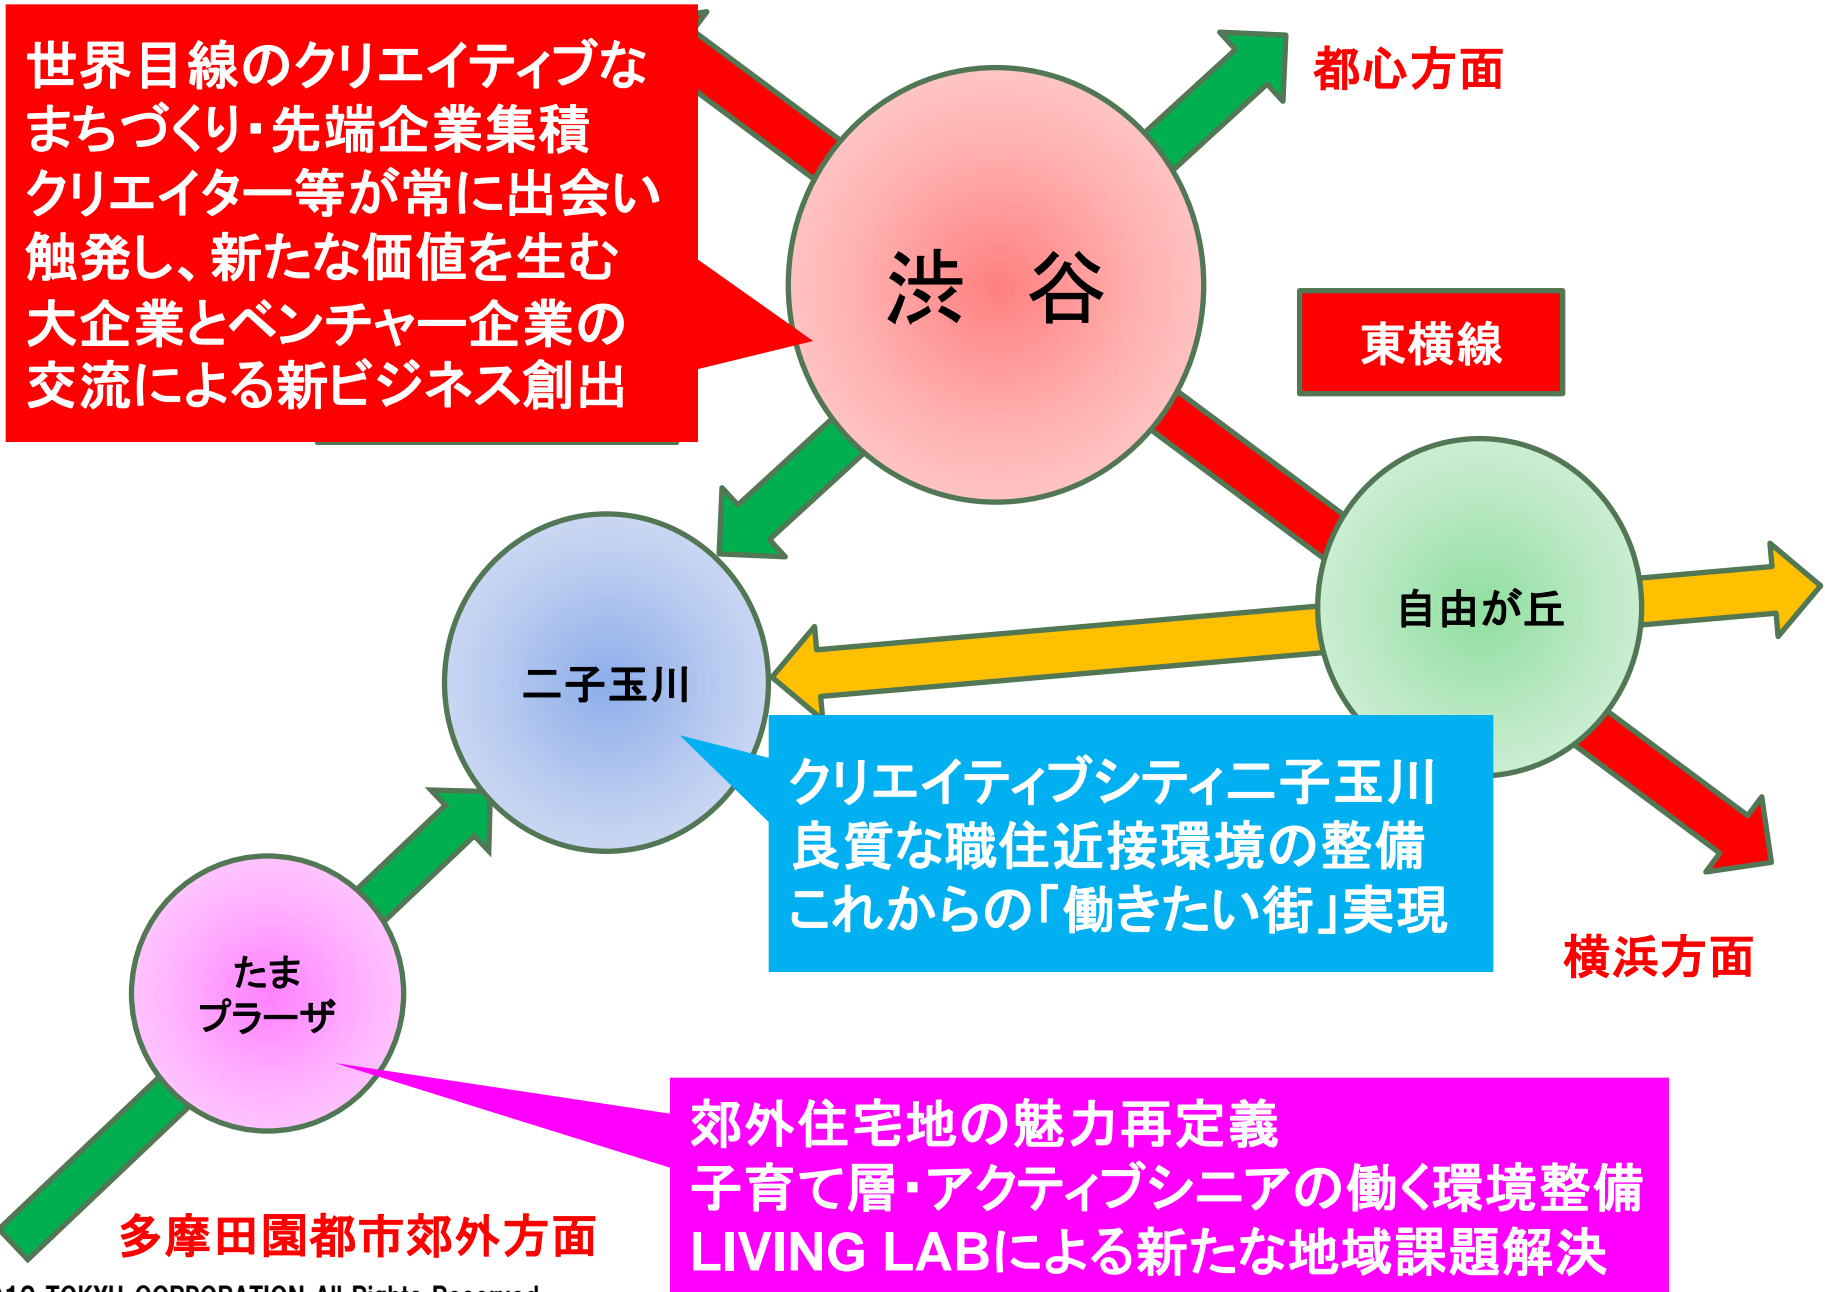 世界目線のクリエイティブな
まちづくり・先端企業集積
クリエイター等が常に出会い
触発し、新たな価値を生む
大企業とベンチャー企業の
交流による新ビジネス創出
都心方面
渋　谷
東横線
自由が丘
二子玉川
クリエイティブシティ二子玉川
良質な職住近接環境の整備
これからの「働きたい街」実現
横浜方面
たま
プラーザ
郊外住宅地の魅力再定義
子育て層・アクティブシニアの働く環境整備
LIVING LABによる新たな地域課題解決
多摩田園都市郊外方面
TOKYU CORPORATION All Rights Reserved